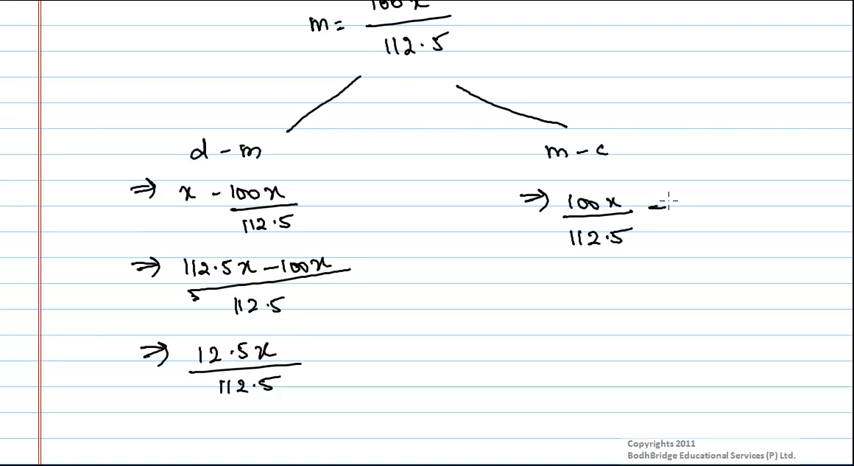 m = 100x
112.5
d - m m - c
⇒ x - 100x ⇒ 100x -
112.5 112.5
⇒ 112.5x - 100x
112.5
⇒ 12.5x
112.5
Copyrights 2011
BodhBridge Educational Services (P) Ltd.